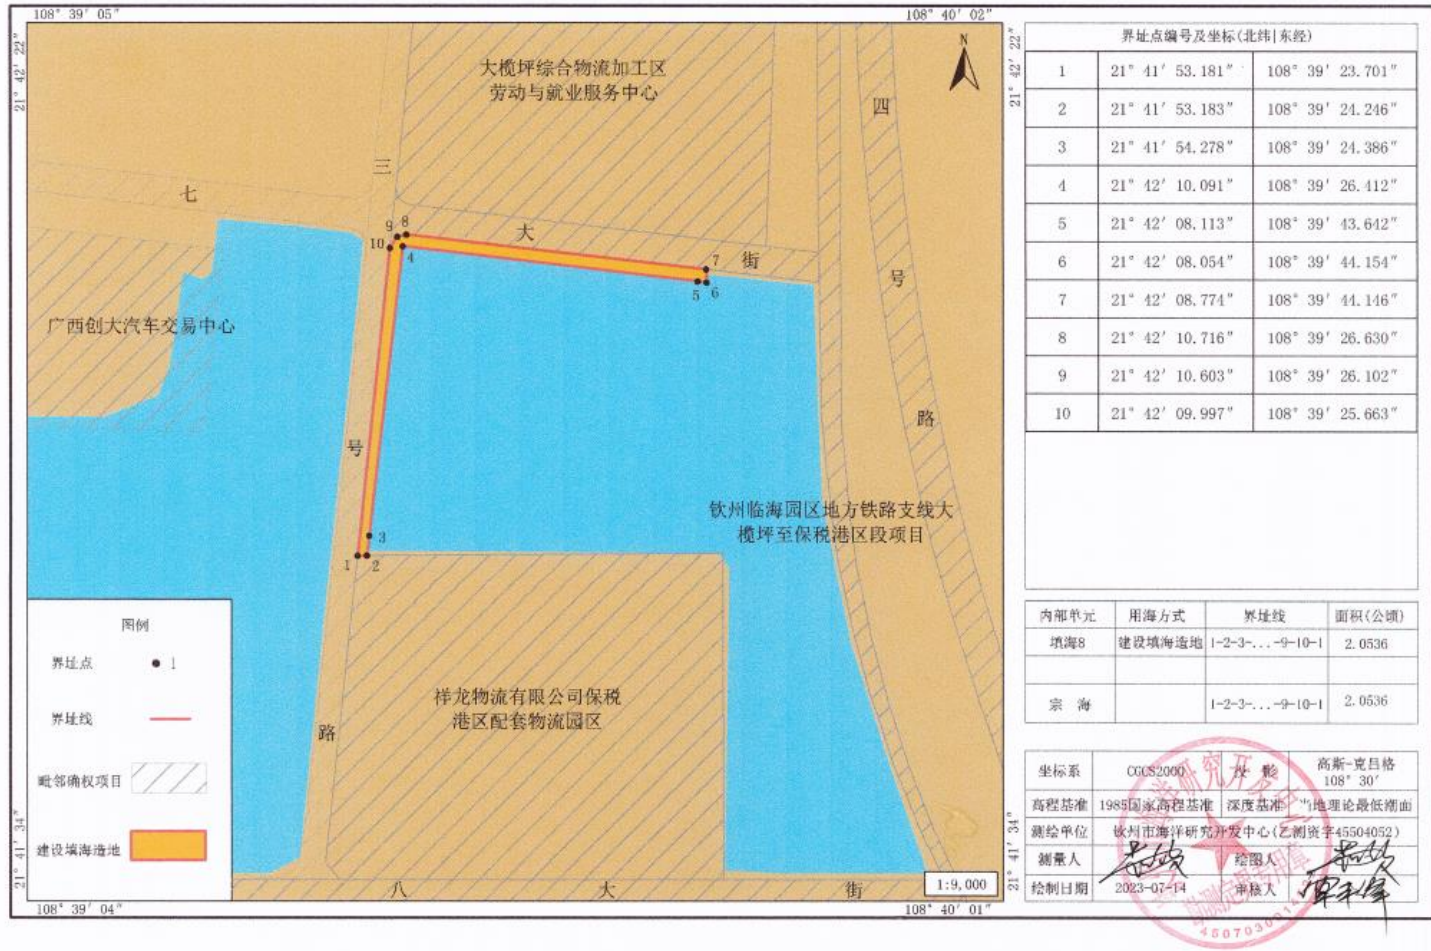 108° 39′ 05″
108° 40′ 02″
21° 42′ 22″
21° 42′ 22″
N
大榄坪综合物流加工区
劳动与就业服务中心
四
三
七
大
街
号
路
9
8
10
4
7
5
6
广西创大汽车交易中心
号
3
1
2
钦州临海园区地方铁路支线大
榄坪至保税港区段项目
祥龙物流有限公司保税
港区配套物流园区
路
八
大
街
图例
界址点
1
界址线
毗邻确权项目
建设填海造地
1:9,000
21° 41′ 34″
21° 41′ 34″
108° 39′ 04″
108° 40′ 01″
界址点编号及坐标(北纬|东经)
1 21° 41′ 53.181″ 108° 39′ 23.701″
2 21° 41′ 53.183″ 108° 39′ 24.246″
3 21° 41′ 54.278″ 108° 39′ 24.386″
4 21° 42′ 10.091″ 108° 39′ 26.412″
5 21° 42′ 08.113″ 108° 39′ 43.642″
6 21° 42′ 08.054″ 108° 39′ 44.154″
7 21° 42′ 08.774″ 108° 39′ 44.146″
8 21° 42′ 10.716″ 108° 39′ 26.630″
9 21° 42′ 10.603″ 108° 39′ 26.102″
10 21° 42′ 09.997″ 108° 39′ 25.663″
内部单元 用海方式 界址线 面积(公顷)
填海8 建设填海造地 1-2-3-...-9-10-1 2.0536
宗 海 1-2-3-...-9-10-1 2.0536
坐标系 CGCS2000 投 影 高斯-克吕格
108° 30′
高程基准 1985国家高程基准 深度基准 当地理论最低潮面
测绘单位 钦州市海洋研究开发中心(乙测资字45504052)
测量人 绘图人
绘制日期 2023-07-14 审核人